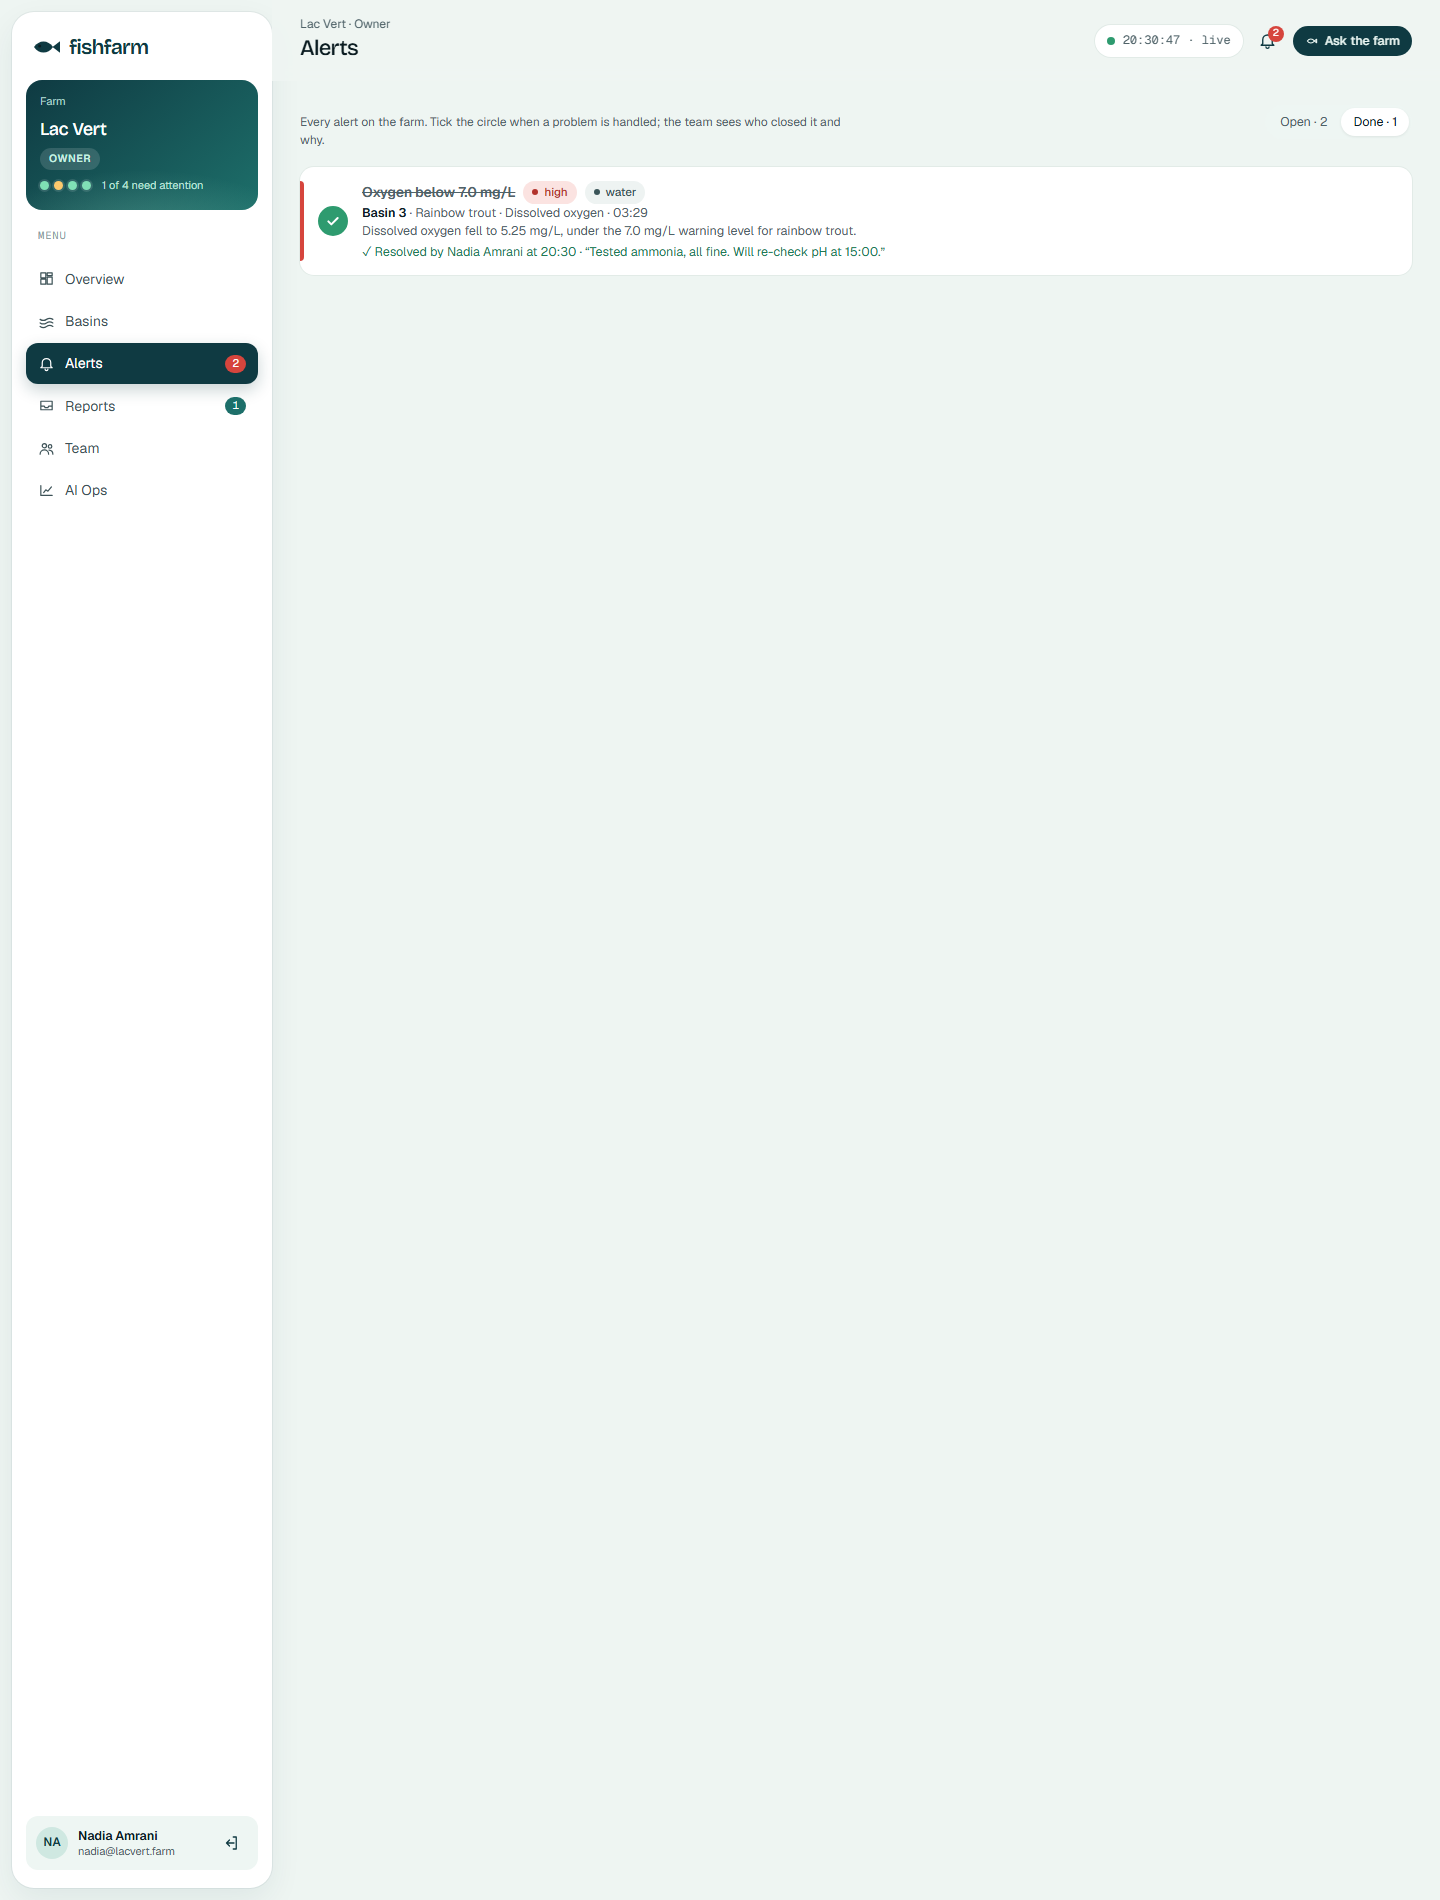 fishfarm
Farm
Lac Vert
OWNER
1 of 4 need attention
MENU
Overview
Basins
Alerts 2
Reports 1
Team
AI Ops
NA
Nadia Amrani
nadia@lacvert.farm
Lac Vert · Owner
Alerts
20:30:47 · live
2
Ask the farm
Every alert on the farm. Tick the circle when a problem is handled; the team sees who closed it and
why.
Open · 2
Done · 1
Oxygen below 7.0 mg/L high water
Basin 3 · Rainbow trout · Dissolved oxygen · 03:29
Dissolved oxygen fell to 5.25 mg/L, under the 7.0 mg/L warning level for rainbow trout.
✓ Resolved by Nadia Amrani at 20:30 · “Tested ammonia, all fine. Will re-check pH at 15:00.”